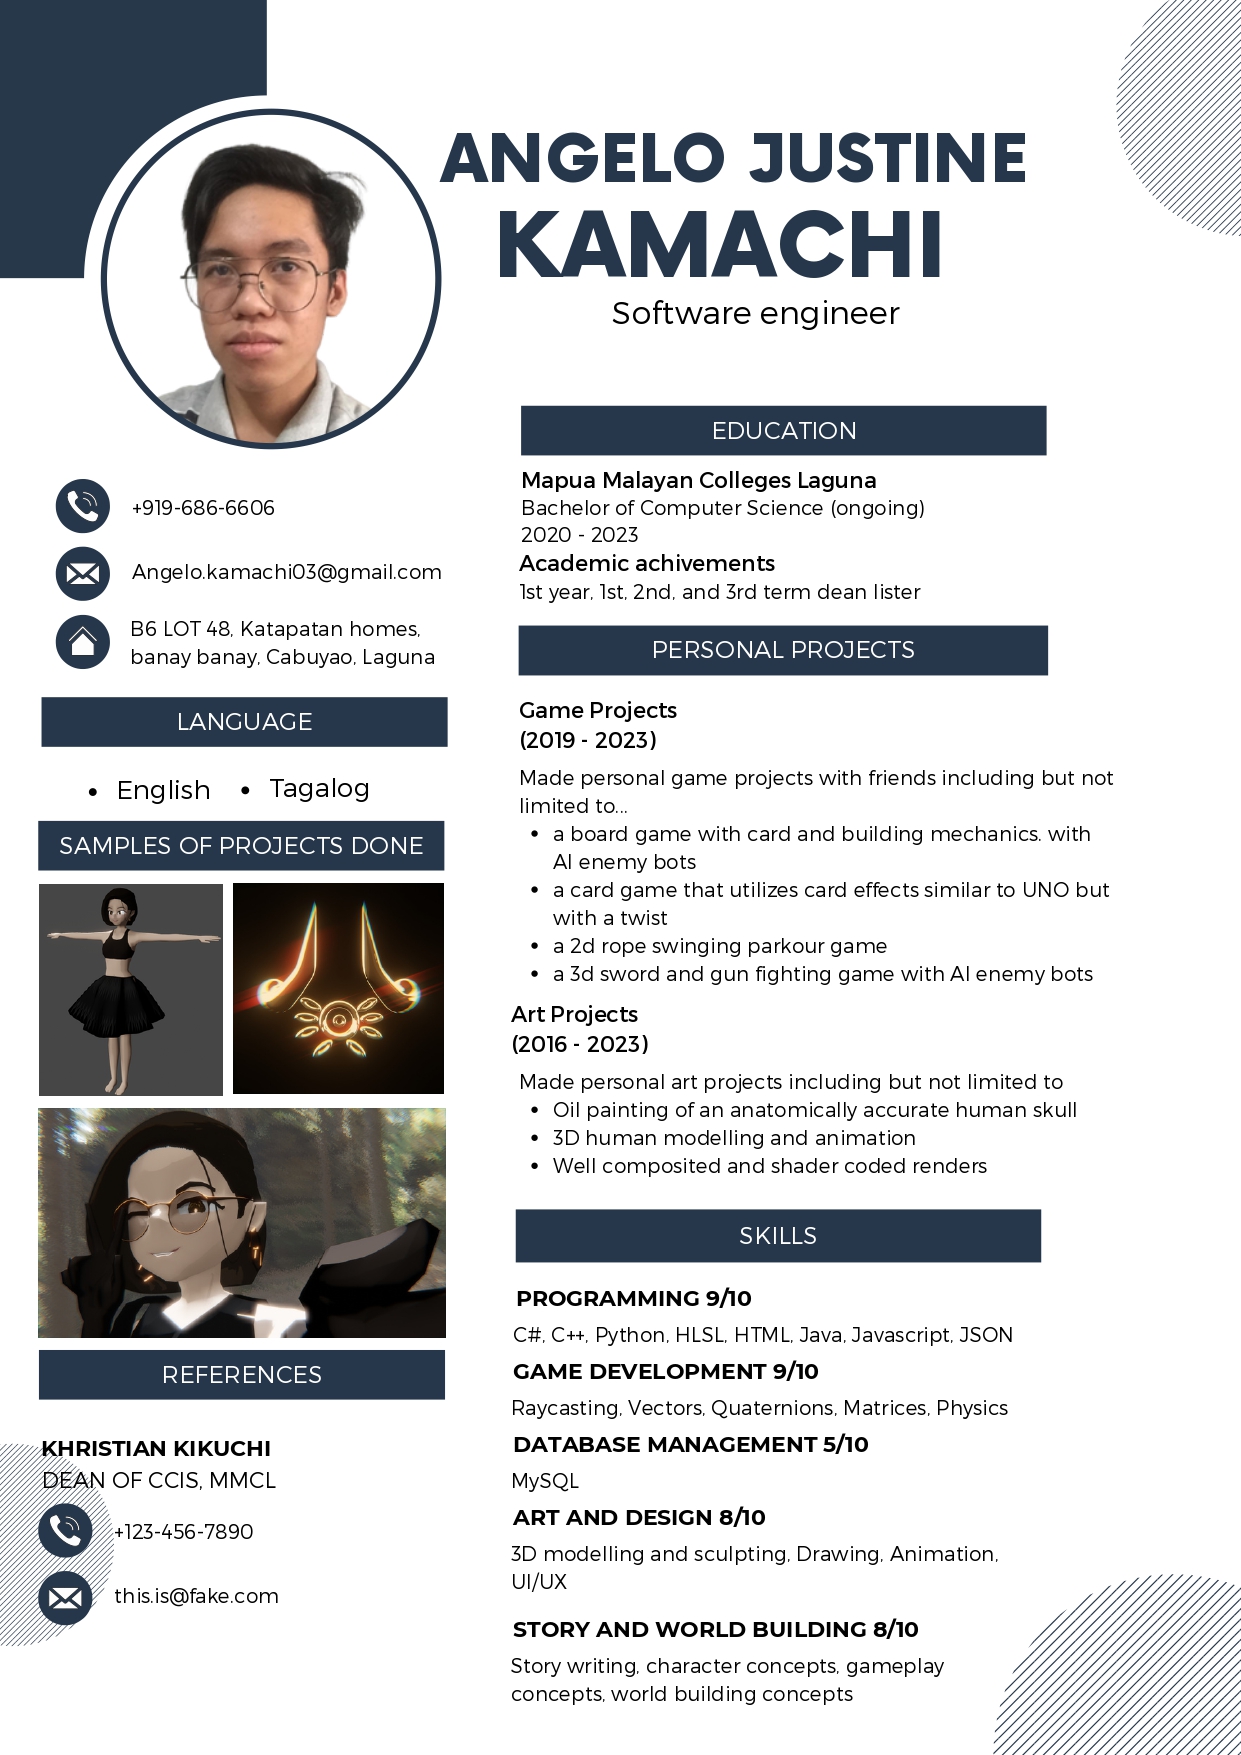 ANGELO JUSTINE
KAMACHI
Software engineer
+919-686-6606
Angelo.kamachi03@gmail.com
B6 LOT 48, Katapatan homes,
banay banay, Cabuyao, Laguna
LANGUAGE
• English • Tagalog
SAMPLES OF PROJECTS DONE
REFERENCES
KHRISTIAN KIKUCHI
DEAN OF CCIS, MMCL
+123-456-7890
this.is@fake.com
EDUCATION
Mapua Malayan Colleges Laguna
Bachelor of Computer Science (ongoing)
2020 - 2023
Academic achivements
1st year, 1st, 2nd, and 3rd term dean lister
PERSONAL PROJECTS
Game Projects
(2019 - 2023)
Made personal game projects with friends including but not
limited to...
• a board game with card and building mechanics. with
AI enemy bots
• a card game that utilizes card effects similar to UNO but
with a twist
• a 2d rope swinging parkour game
• a 3d sword and gun fighting game with AI enemy bots
Art Projects
(2016 - 2023)
Made personal art projects including but not limited to
• Oil painting of an anatomically accurate human skull
• 3D human modelling and animation
• Well composited and shader coded renders
SKILLS
PROGRAMMING 9/10
C#, C++, Python, HLSL, HTML, Java, Javascript, JSON
GAME DEVELOPMENT 9/10
Raycasting, Vectors, Quaternions, Matrices, Physics
DATABASE MANAGEMENT 5/10
MySQL
ART AND DESIGN 8/10
3D modelling and sculpting, Drawing, Animation,
UI/UX
STORY AND WORLD BUILDING 8/10
Story writing, character concepts, gameplay
concepts, world building concepts